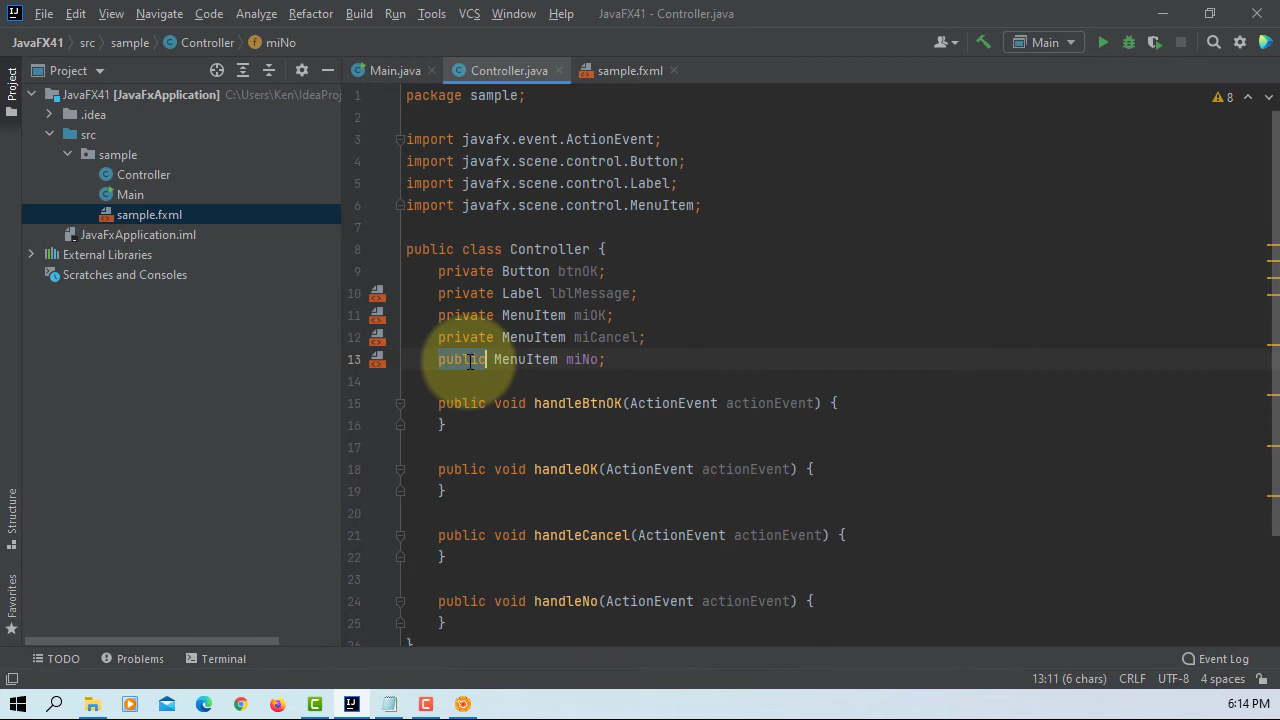 File Edit View Navigate Code Analyze Refactor Build Run Tools VCS Window Help JavaFX41 - Controller.java
JavaFX41 src sample Controller miNo Main
Project
Project
Main.java Controller.java sample.fxml
JavaFX41 [JavaFxApplication] C:\Users\Ken\IdeaProj
.idea
src
sample
Controller
Main
sample.fxml
JavaFxApplication.iml
External Libraries
Scratches and Consoles
8
1 package sample;
2
3 import javafx.event.ActionEvent;
4 import javafx.scene.control.Button;
5 import javafx.scene.control.Label;
6 import javafx.scene.control.MenuItem;
7
8 public class Controller {
9 private Button btnOK;
10 private Label lblMessage;
11 private MenuItem miOK;
12 private MenuItem miCancel;
13 public MenuItem miNo;
14
15 public void handleBtnOK(ActionEvent actionEvent) {
16 }
17
18 public void handleOK(ActionEvent actionEvent) {
19 }
20
21 public void handleCancel(ActionEvent actionEvent) {
22 }
23
24 public void handleNo(ActionEvent actionEvent) {
25 }
26 }
Structure
Favorites
TODO Problems Terminal Event Log
13:11 (6 chars) CRLF UTF-8 4 spaces
6:14 PM